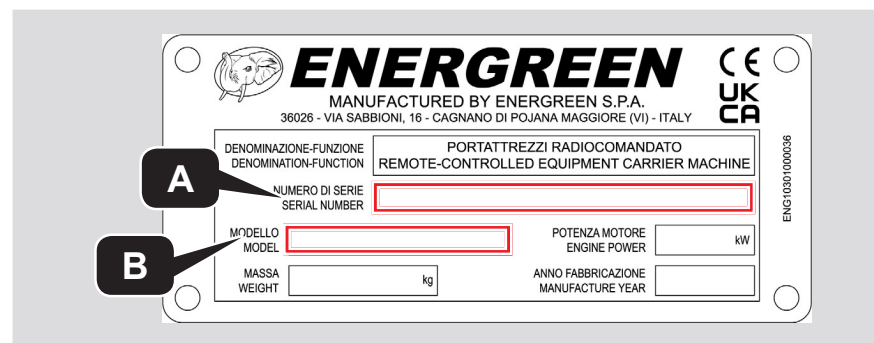 ENERGREEN
CE
UK
CA
MANUFACTURED BY ENERGREEN S.P.A.
36026 - VIA SABBIONI, 16 - CAGNANO DI POJANA MAGGIORE (VI) - ITALY
DENOMINAZIONE-FUNZIONE
DENOMINATION-FUNCTION
PORTATTREZZI RADIOCOMANDATO
REMOTE-CONTROLLED EQUIPMENT CARRIER MACHINE
A
NUMERO DI SERIE
SERIAL NUMBER
B
MODELLO
MODEL
POTENZA MOTORE
ENGINE POWER
kW
MASSA
WEIGHT
kg
ANNO FABBRICAZIONE
MANUFACTURE YEAR
ENG10301000036